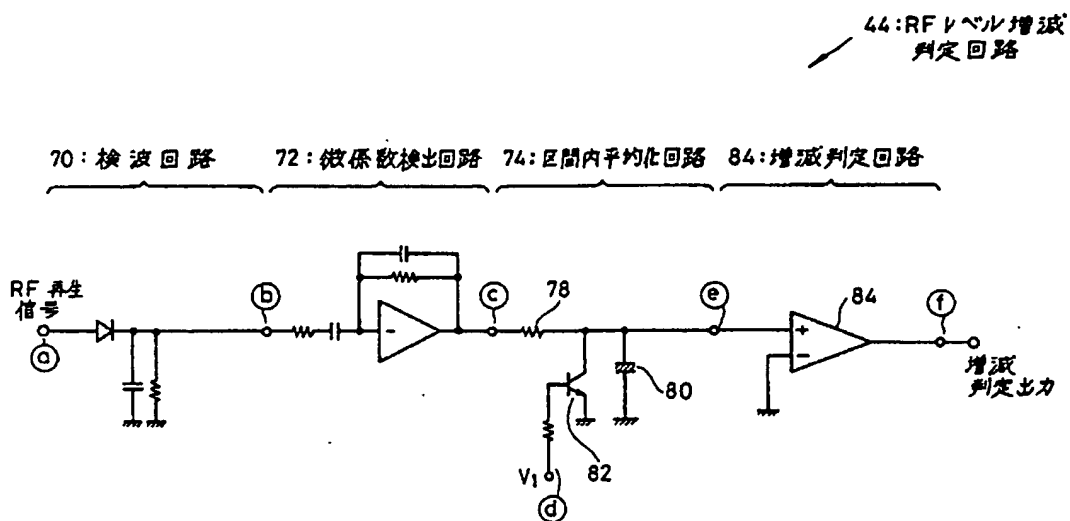 44:RFレベル増減
判定回路
70:検波回路 72:微係数検出回路 74:区間内平均化回路 84:増減判定回路
RF再生
信号
a
b
c
78
e
84
f
増減
判定出力
80
82
V1
d
+
-
-